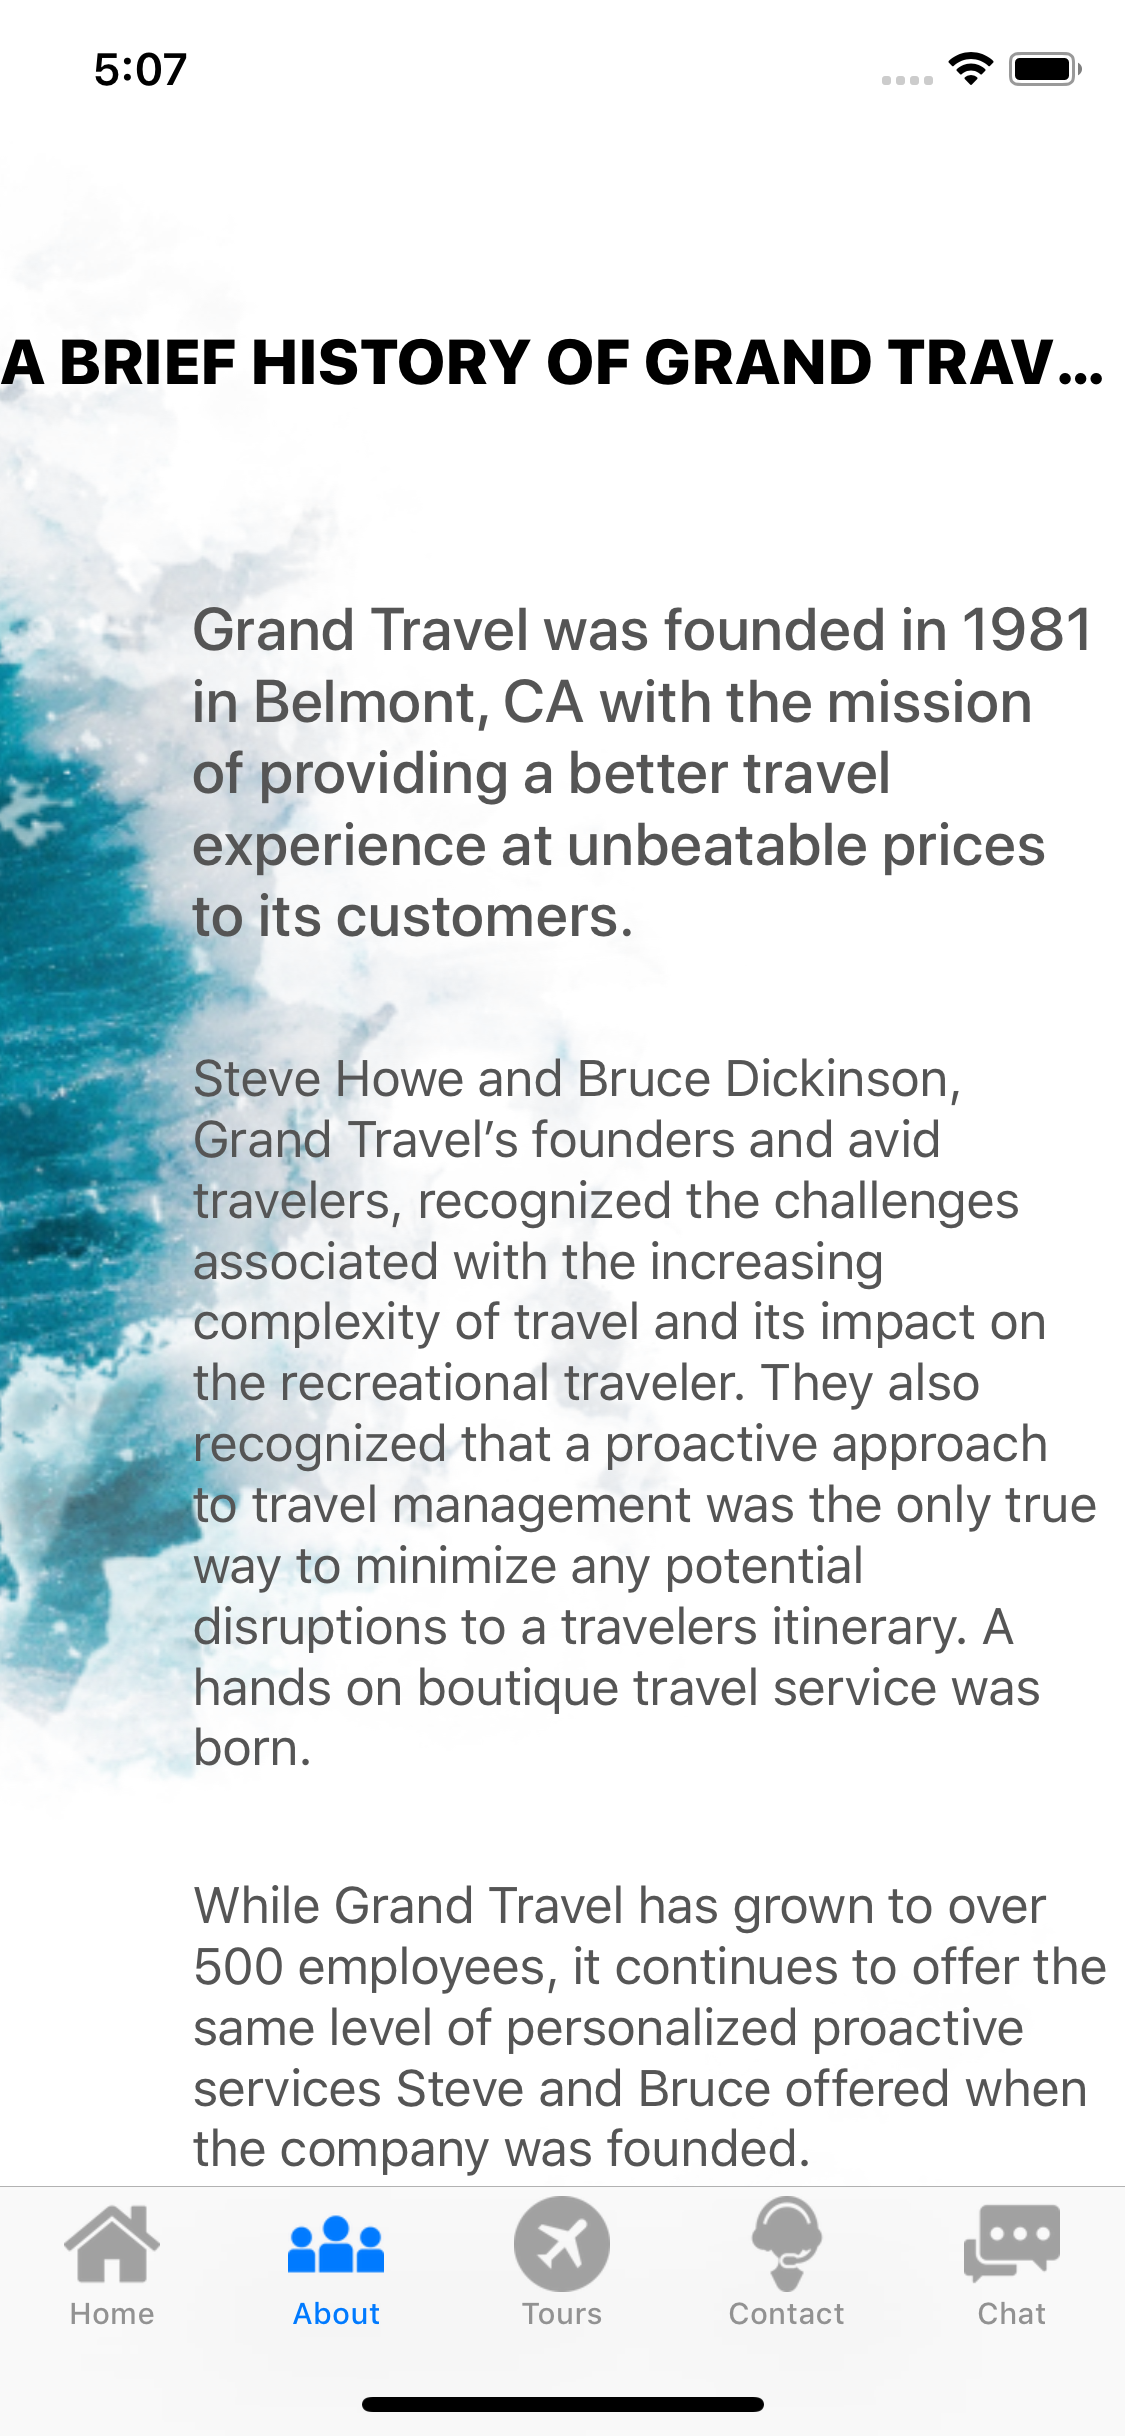 5:07
A BRIEF HISTORY OF GRAND TRAV...
Grand Travel was founded in 1981
in Belmont, CA with the mission
of providing a better travel
experience at unbeatable prices
to its customers.
Steve Howe and Bruce Dickinson,
Grand Travel’s founders and avid
travelers, recognized the challenges
associated with the increasing
complexity of travel and its impact on
the recreational traveler. They also
recognized that a proactive approach
to travel management was the only true
way to minimize any potential
disruptions to a travelers itinerary. A
hands on boutique travel service was
born.
While Grand Travel has grown to over
500 employees, it continues to offer the
same level of personalized proactive
services Steve and Bruce offered when
the company was founded.
Home About Tours Contact Chat